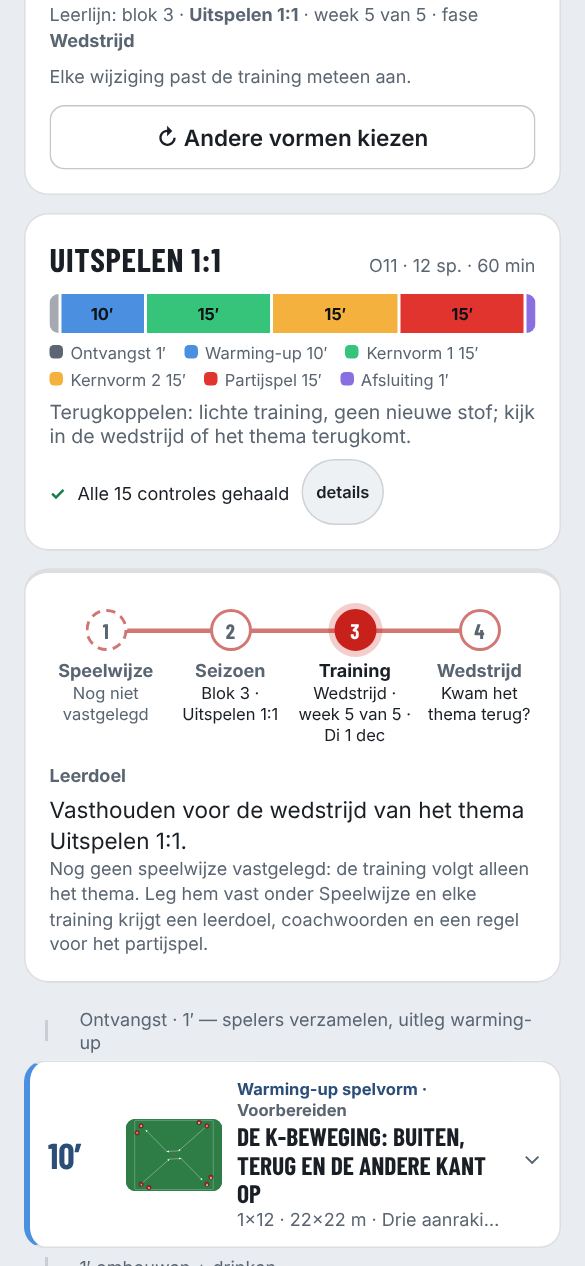 Leerlijn: blok 3 · Uitspelen 1:1 · week 5 van 5 · fase
Wedstrijd
Elke wijziging past de training meteen aan.
↻ Andere vormen kiezen
UITSPELEN 1:1
O11 · 12 sp. · 60 min
10′
15′
15′
15′
Ontvangst 1′
Warming-up 10′
Kernvorm 1 15′
Kernvorm 2 15′
Partijspel 15′
Afsluiting 1′
Terugkoppelen: lichte training, geen nieuwe stof; kijk
in de wedstrijd of het thema terugkomt.
✓ Alle 15 controles gehaald
details
1
2
3
4
Speelwijze
Nog niet
vastgelegd
Seizoen
Blok 3 ·
Uitspelen 1:1
Training
Wedstrijd ·
week 5 van 5 ·
Di 1 dec
Wedstrijd
Kwam het
thema terug?
Leerdoel
Vasthouden voor de wedstrijd van het thema
Uitspelen 1:1.
Nog geen speelwijze vastgelegd: de training volgt alleen
het thema. Leg hem vast onder Speelwijze en elke
training krijgt een leerdoel, coachwoorden en een regel
voor het partijspel.
Ontvangst · 1′ — spelers verzamelen, uitleg warming-
up
10′
Warming-up spelvorm ·
Voorbereiden
DE K-BEWEGING: BUITEN,
TERUG EN DE ANDERE KANT
OP
1×12 · 22×22 m · Drie aanraki...
1′ ombouwen + drinken